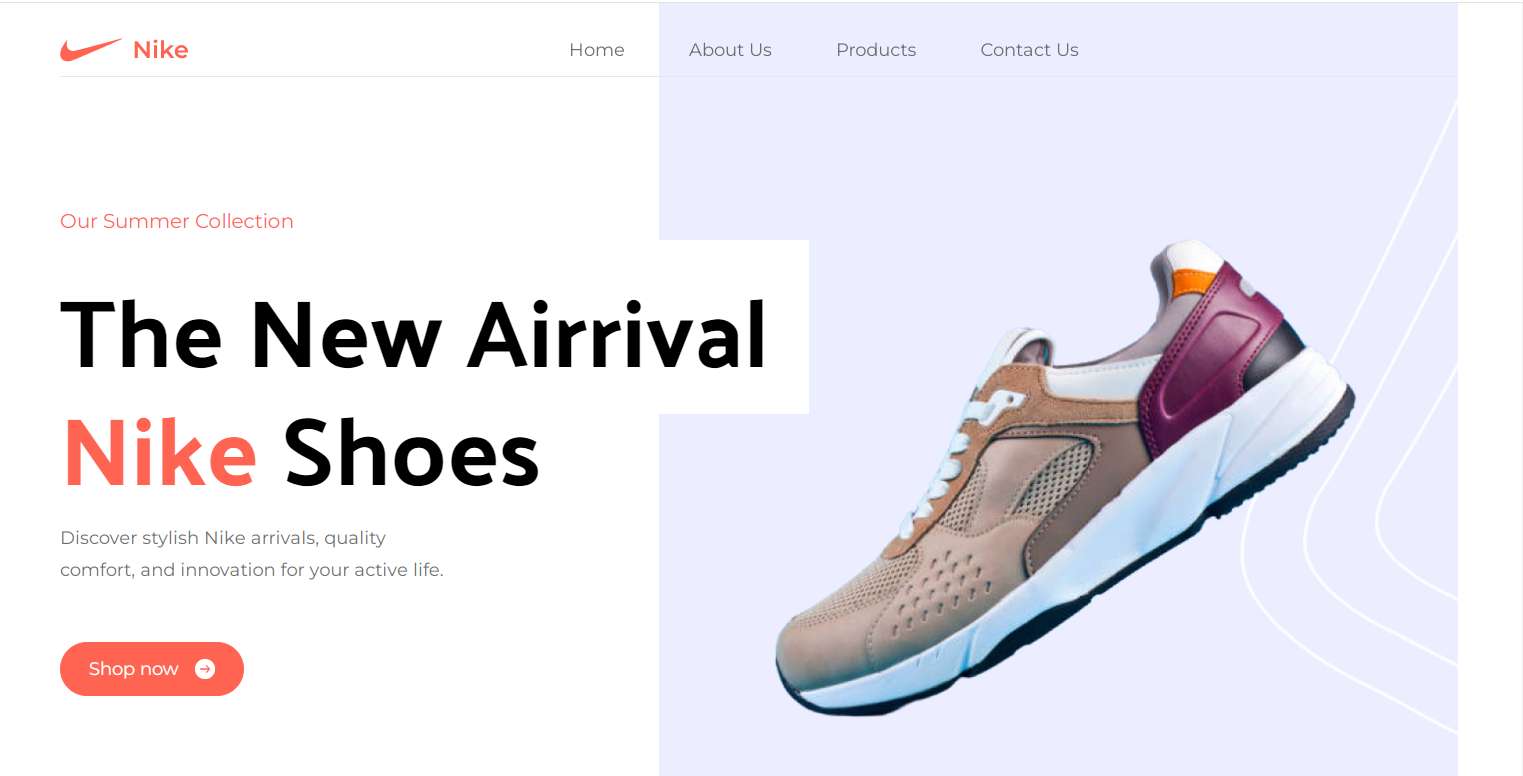 Nike
Home About Us Products Contact Us
Our Summer Collection
The New Airrival
Nike Shoes
Discover stylish Nike arrivals, quality
comfort, and innovation for your active life.
Shop now